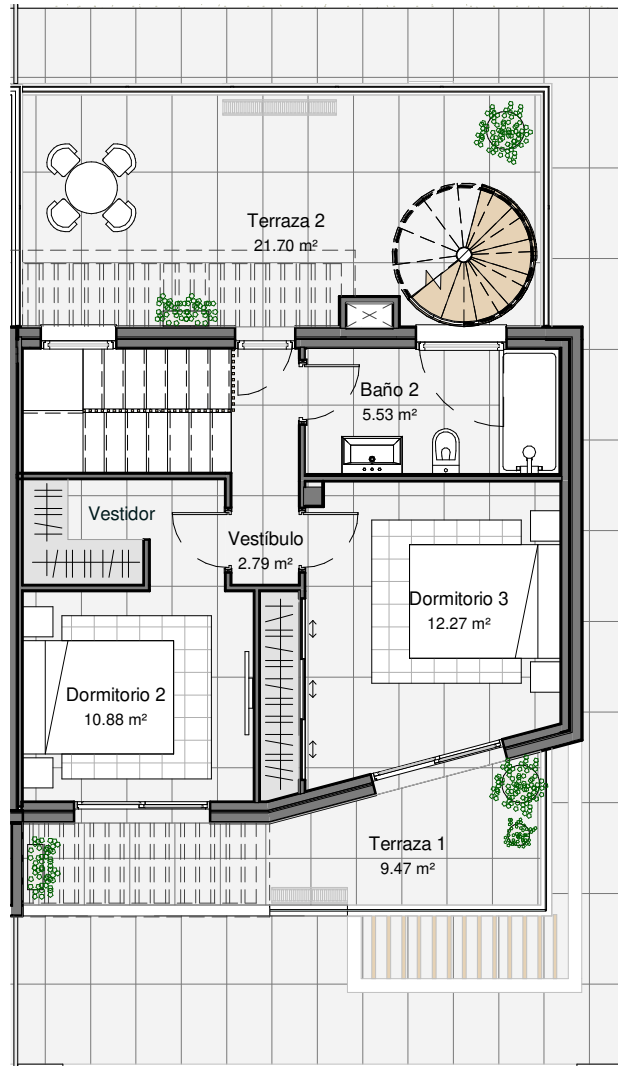 Terraza 2
21.70 m²
Baño 2
5.53 m²
Vestidor
Vestíbulo
2.79 m²
Dormitorio 3
12.27 m²
Dormitorio 2
10.88 m²
Terraza 1
9.47 m²